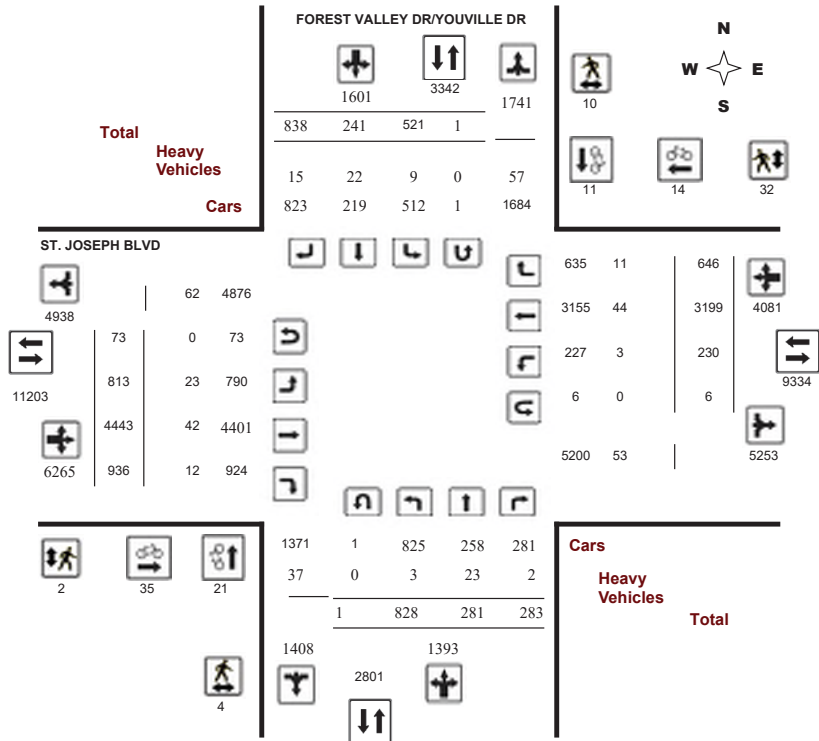 FOREST VALLEY DR/YOUVILLE DR
N
W E
S
1601
3342
1741
10
838 241 521 1
Total
Heavy
Vehicles
15 22 9 0 57
11 14 32
Cars
823 219 512 1 1684
ST. JOSEPH BLVD
4938
62 4876
73 0 73
11203
813 23 790
4443 42 4401
6265
936 12 924
635 11 646
3155 44 3199
4081
227 3 230
9334
6 0 6
5200 53
5253
1371 1 825 258 281
Cars
37 0 3 23 2
Heavy
Vehicles
1 828 281 283
Total
2 35 21
1408
1393
2801
4